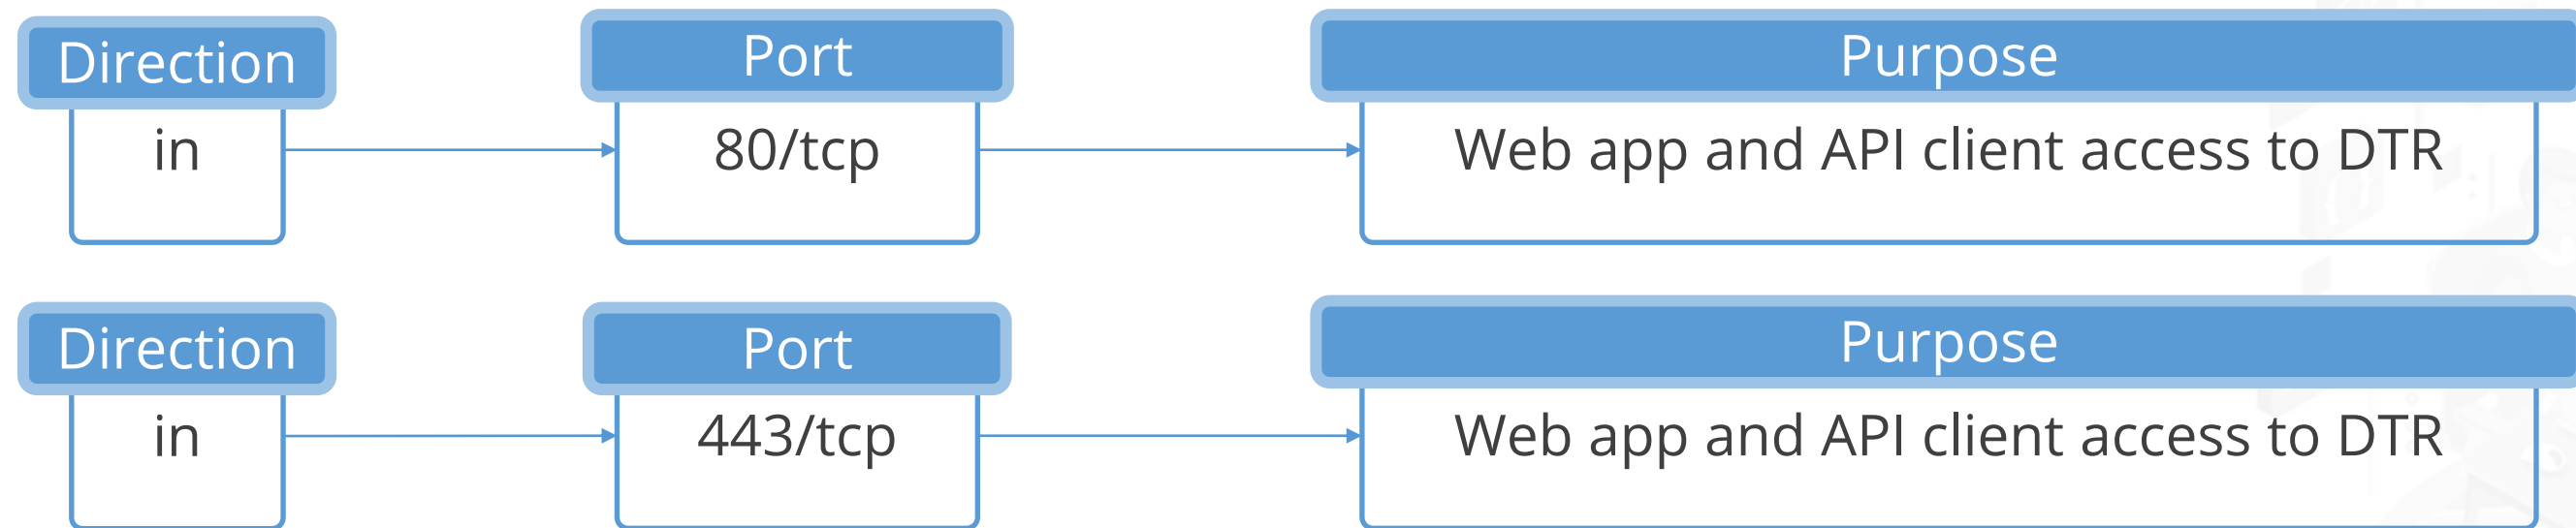 Direction Port Purpose
in 80/tcp Web app and API client access to DTR
Direction Port Purpose
in 443/tcp Web app and API client access to DTR